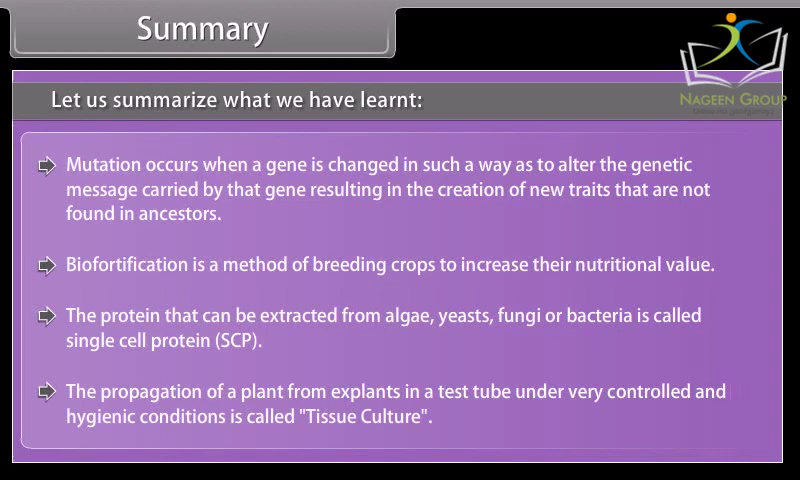 Summary
NAGEEN GROUP
Let us summarize what we have learnt:
Mutation occurs when a gene is changed in such a way as to alter the genetic
message carried by that gene resulting in the creation of new traits that are not
found in ancestors.
Biofortification is a method of breeding crops to increase their nutritional value.
The protein that can be extracted from algae, yeasts, fungi or bacteria is called
single cell protein (SCP).
The propagation of a plant from explants in a test tube under very controlled and
hygienic conditions is called "Tissue Culture".